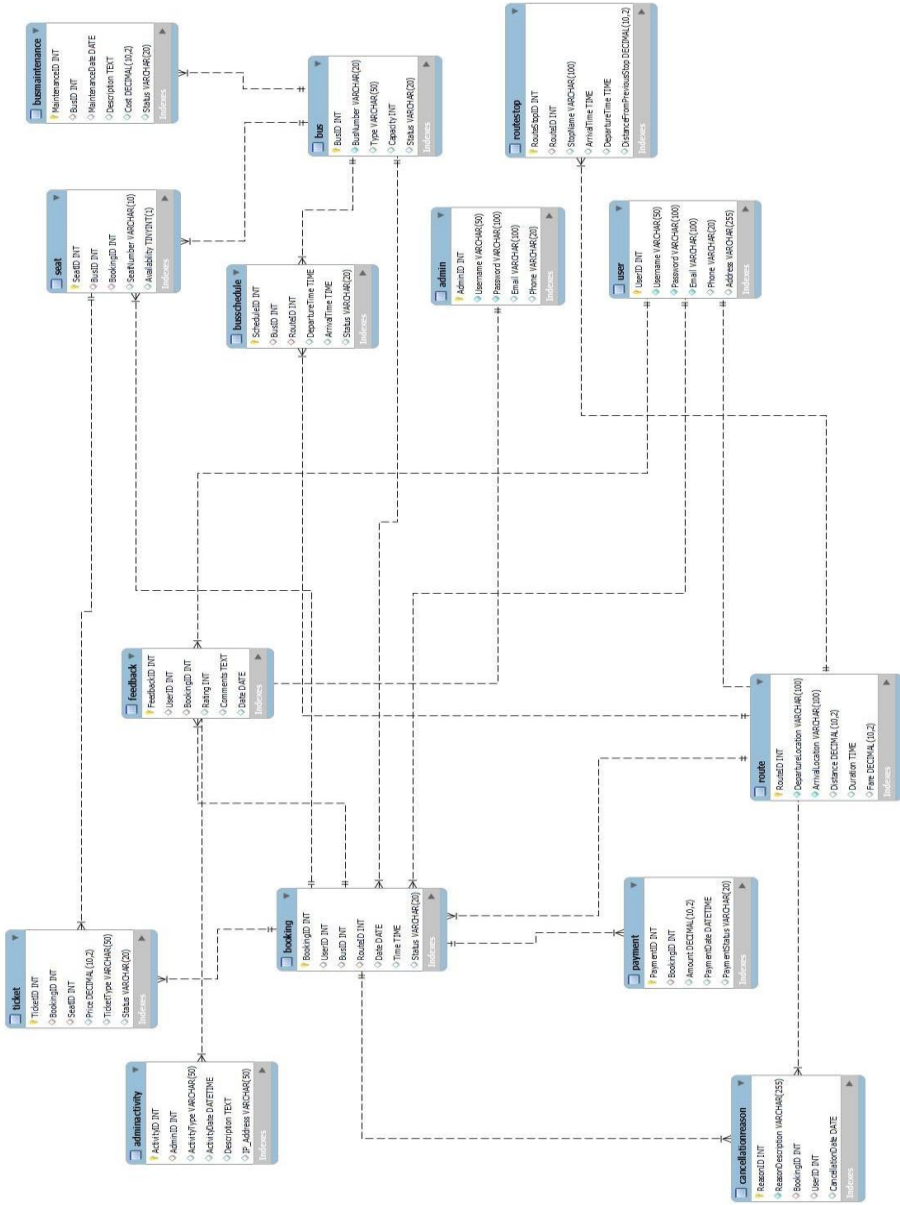 busmaintenance
MaintenanceID INT
BusID INT
MaintenanceDate DATE
Description TEXT
Cost DECIMAL(10,2)
Status VARCHAR(20)
Indexes
bus
BusID INT
BusNumber VARCHAR(20)
Type VARCHAR(50)
Capacity INT
Status VARCHAR(20)
Indexes
routestop
RouteStopID INT
RouteID INT
StopName VARCHAR(100)
ArrivalTime TIME
DepartureTime TIME
DistanceFromPreviousStop DECIMAL(10,2)
Indexes
seat
SeatID INT
BusID INT
BookingID INT
SeatNumber VARCHAR(10)
Availability TINYINT(1)
Indexes
busschedule
ScheduleID INT
BusID INT
RouteID INT
DepartureTime TIME
ArrivalTime TIME
Status VARCHAR(20)
Indexes
admin
AdminID INT
Username VARCHAR(50)
Password VARCHAR(100)
Email VARCHAR(100)
Phone VARCHAR(20)
Indexes
user
UserID INT
Username VARCHAR(50)
Password VARCHAR(100)
Email VARCHAR(100)
Phone VARCHAR(20)
Address VARCHAR(255)
Indexes
feedback
FeedbackID INT
UserID INT
BookingID INT
Rating INT
Comments TEXT
Date DATE
Indexes
route
RouteID INT
DepartureLocation VARCHAR(100)
ArrivalLocation VARCHAR(100)
Distance DECIMAL(10,2)
Duration TIME
Fare DECIMAL(10,2)
Indexes
ticket
TicketID INT
BookingID INT
SeatID INT
Price DECIMAL(10,2)
TicketType VARCHAR(50)
Status VARCHAR(20)
Indexes
booking
BookingID INT
UserID INT
BusID INT
RouteID INT
Date DATE
Time TIME
Status VARCHAR(20)
Indexes
payment
PaymentID INT
BookingID INT
Amount DECIMAL(10,2)
PaymentDate DATETIME
PaymentStatus VARCHAR(20)
Indexes
adminactivity
ActivityID INT
AdminID INT
ActivityType VARCHAR(50)
ActivityDate DATETIME
Description TEXT
IP_Address VARCHAR(50)
Indexes
cancellationreason
ReasonID INT
ReasonDescription VARCHAR(255)
BookingID INT
UserID INT
CancellationDate DATE
Indexes